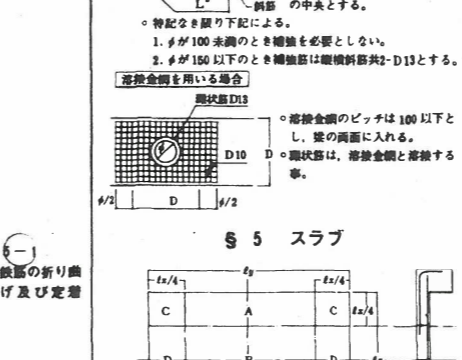 L
斜筋 の中央とする。
○ 特記なき限り下記による。
1. φが100未満のとき補強を必要としない。
2. φが150以下のとき補強筋は縦横斜筋共2-D13とする。
溶接金網を用いる場合
環状筋D13
○溶接金網のピッチは100以下と
し、梁の両面に入れる。
D10
D
○環状筋は、溶接金網と溶接する
事。
φ/2 D φ/2
§ 5 スラブ
5-1
鉄筋の折り曲
げ及び定着
ℓy
ℓx/4 ℓx/4
C A C ℓx/4
D B D ℓx